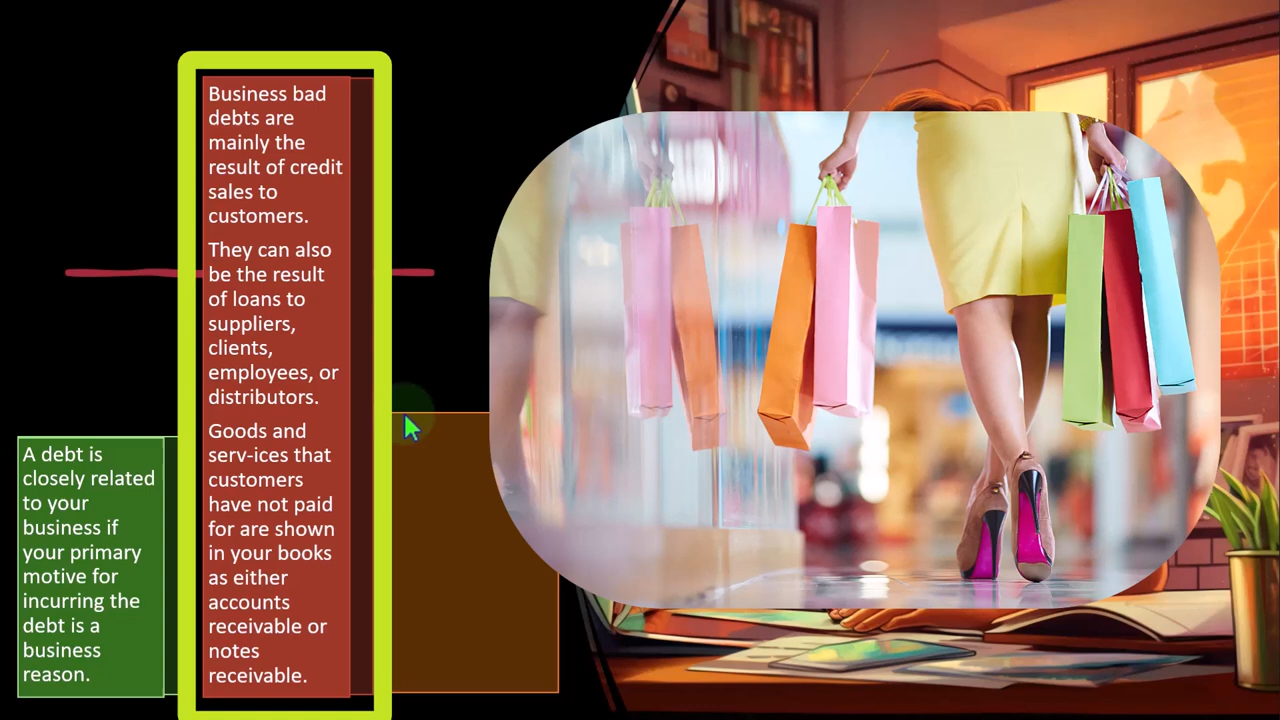 A debt is
closely related
to your
business if
your primary
motive for
incurring the
debt is a
business
reason.
Business bad
debts are
mainly the
result of credit
sales to
customers.
They can also
be the result
of loans to
suppliers,
clients,
employees, or
distributors.
Goods and
serv-ices that
customers
have not paid
for are shown
in your books
as either
accounts
receivable or
notes
receivable.